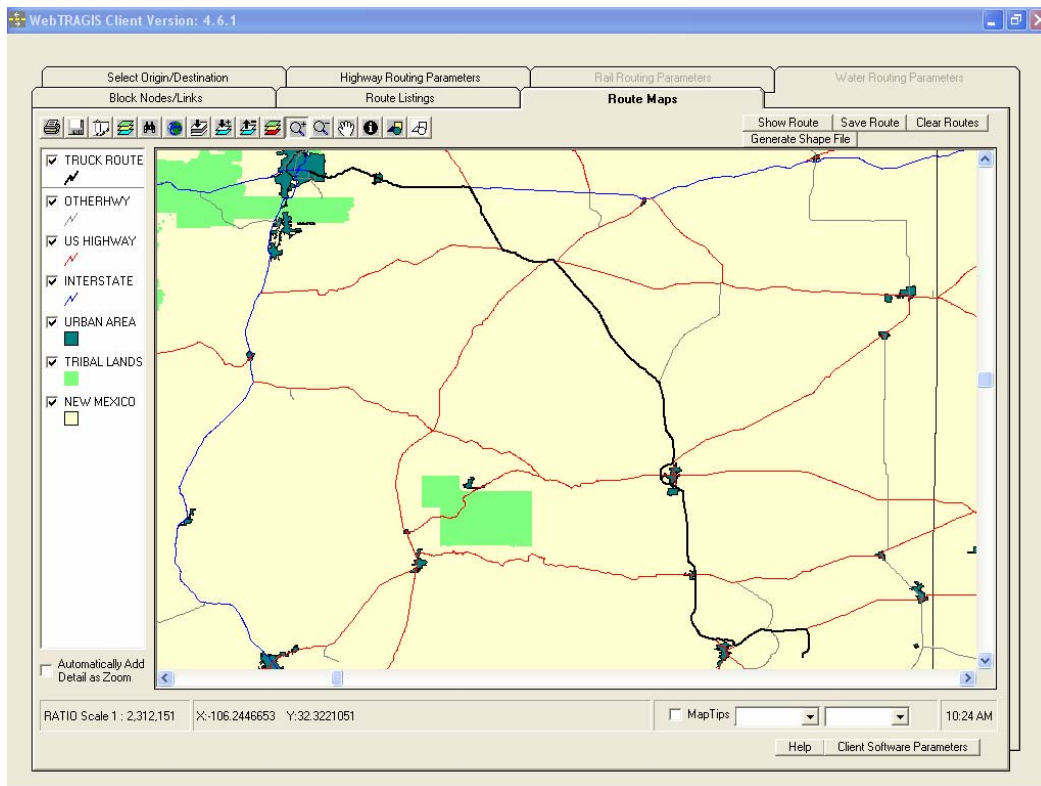 WebTRAGIS Client Version: 4.6.1
Select Origin/Destination
Highway Routing Parameters
Rail Routing Parameters
Water Routing Parameters
Block Nodes/Links
Route Listings
Route Maps
Show Route
Save Route
Clear Routes
Generate Shape File
TRUCK ROUTE
OTHERHWY
US HIGHWAY
INTERSTATE
URBAN AREA
TRIBAL LANDS
NEW MEXICO
Automatically Add
Detail as Zoom
RATIO Scale 1 : 2,312,151
X:-106.2446653 Y:32.3221051
MapTips
10:24 AM
Help
Client Software Parameters